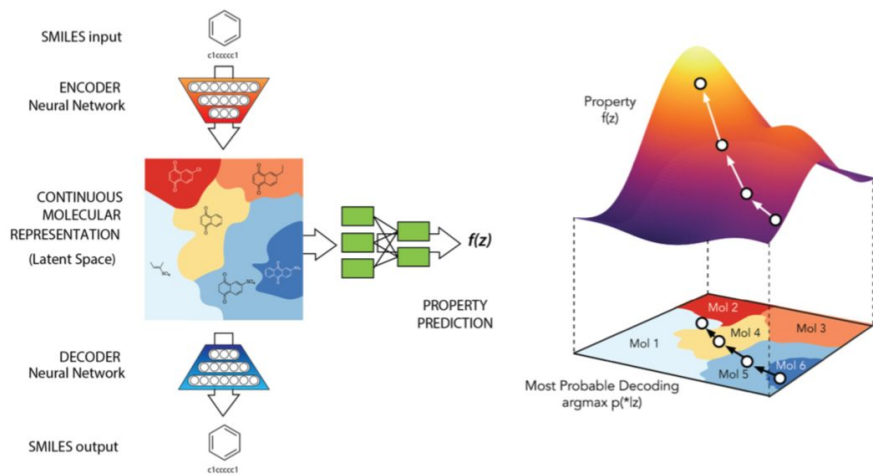 SMILES input
c1ccccc1
ENCODER
Neural Network
CONTINUOUS
MOLECULAR
REPRESENTATION
(Latent Space)
f(z)
PROPERTY
PREDICTION
DECODER
Neural Network
SMILES output
c1ccccc1
Property
f(z)
Mol 2
Mol 4
Mol 3
Mol 1
Mol 5
Mol 6
Most Probable Decoding
argmax p(*|z)